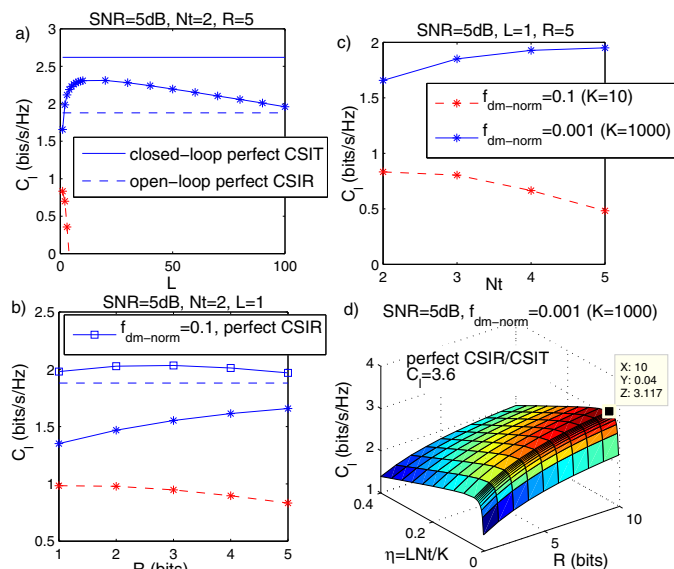 a)
SNR=5dB, Nt=2, R=5
3
2.5
2
1.5
1
0.5
0
C_l (bis/s/Hz)
closed-loop perfect CSIT
open-loop perfect CSIR
0
50
100
L
c)
SNR=5dB, L=1, R=5
2
1.5
1
0.5
0
C_l (bits/s/Hz)
f_dm-norm=0.1 (K=10)
f_dm-norm=0.001 (K=1000)
2
3
4
5
Nt
b)
SNR=5dB, Nt=2, L=1
2.5
2
1.5
1
0.5
C_l (bits/s/Hz)
f_dm-norm=0.1, perfect CSIR
1
2
3
4
5
R (bits)
d)
SNR=5dB, f_dm-norm=0.001 (K=1000)
perfect CSIR/CSIT
C_l=3.6
X: 10
Y: 0.04
Z: 3.117
4
3
2
1
C_l (bits/s/Hz)
0.4
0.2
0
η=LNt/K
5
10
R (bits)